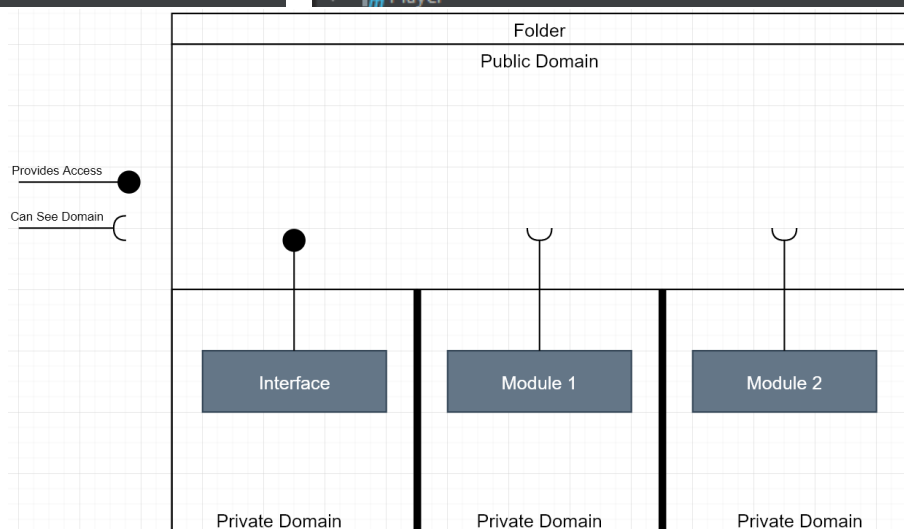 Player
Folder
Public Domain
Provides Access
Can See Domain
Interface
Module 1
Module 2
Private Domain
Private Domain
Private Domain